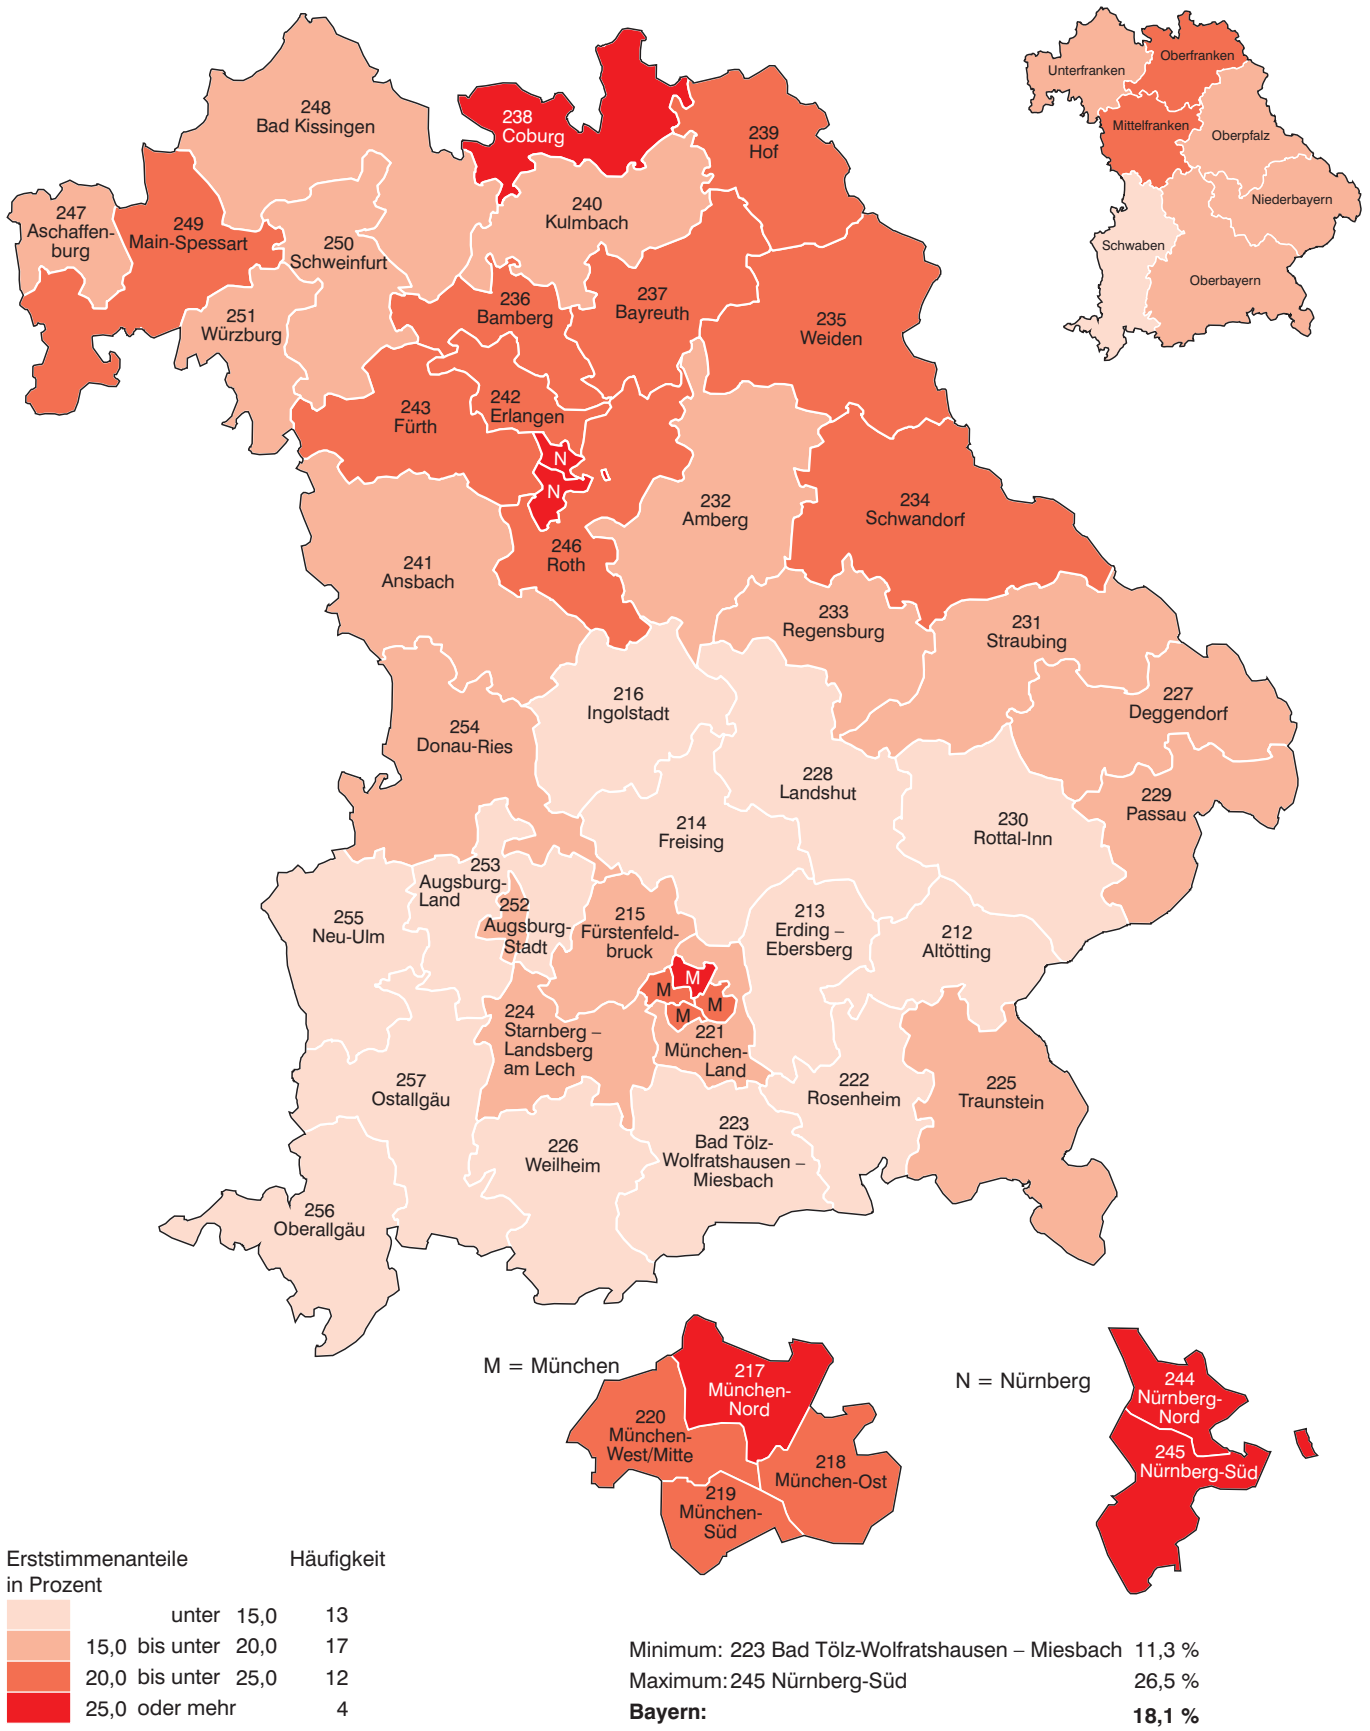 248
Bad Kissingen
238
Coburg
239
Hof
247
Aschaffen-
burg
249
Main-Spessart
250
Schweinfurt
240
Kulmbach
251
Würzburg
236
Bamberg
237
Bayreuth
235
Weiden
243
Fürth
242
Erlangen
N
N
232
Amberg
234
Schwandorf
246
Roth
241
Ansbach
233
Regensburg
231
Straubing
216
Ingolstadt
227
Deggendorf
254
Donau-Ries
228
Landshut
229
Passau
214
Freising
230
Rottal-Inn
253
Augsburg-
Land
252
Augsburg-
Stadt
255
Neu-Ulm
215
Fürstenfeld-
bruck
213
Erding –
Ebersberg
212
Altötting
M
M
M
M
224
Starnberg –
Landsberg
am Lech
221
München-
Land
257
Ostallgäu
222
Rosenheim
225
Traunstein
226
Weilheim
223
Bad Tölz-
Wolfratshausen –
Miesbach
256
Oberallgäu
Unterfranken
Oberfranken
Mittelfranken
Oberpfalz
Niederbayern
Schwaben
Oberbayern
M = München
217
München-
Nord
220
München-
West/Mitte
218
München-Ost
219
München-
Süd
N = Nürnberg
244
Nürnberg-
Nord
245
Nürnberg-Süd
Erststimmenanteile Häufigkeit
in Prozent
unter 15,0 13
15,0 bis unter 20,0 17
20,0 bis unter 25,0 12
25,0 oder mehr 4
Minimum: 223 Bad Tölz-Wolfratshausen – Miesbach 11,3 %
Maximum: 245 Nürnberg-Süd 26,5 %
Bayern: 18,1 %